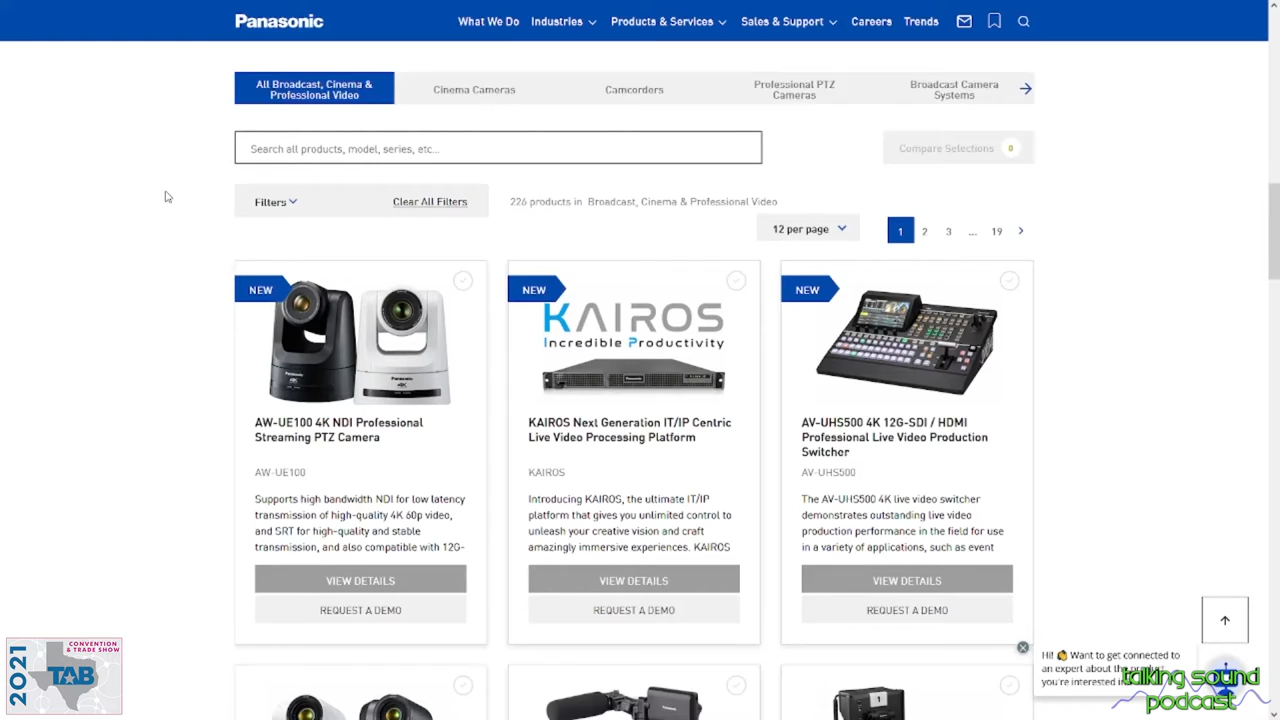 Panasonic
What We Do Industries Products & Services Sales & Support Careers Trends
All Broadcast, Cinema &
Professional Video
Cinema Cameras
Camcorders
Professional PTZ
Cameras
Broadcast Camera
Systems
Search all products, model, series, etc...
Compare Selections 0
Filters
Clear All Filters
226 products in Broadcast, Cinema & Professional Video
12 per page
1 2 3 ... 19
NEW
AW-UE100 4K NDI Professional
Streaming PTZ Camera
AW-UE100
Supports high bandwidth NDI for low latency
transmission of high-quality 4K 60p video,
and SRT for high-quality and stable
transmission, and also compatible with 12G-
VIEW DETAILS
REQUEST A DEMO
NEW
KAIROS
Incredible Productivity
Panasonic
KAIROS Next Generation IT/IP Centric
Live Video Processing Platform
KAIROS
Introducing KAIROS, the ultimate IT/IP
platform that gives you unlimited control to
unleash your creative vision and craft
amazingly immersive experiences. KAIROS
VIEW DETAILS
REQUEST A DEMO
NEW
AV-UHS500 4K 12G-SDI / HDMI
Professional Live Video Production
Switcher
AV-UHS500
The AV-UHS500 4K live video switcher
demonstrates outstanding live video
production performance in the field for use
in a variety of applications, such as event
VIEW DETAILS
REQUEST A DEMO
Panasonic
1
Hi! Want to get connected to
an expert about the
you're interested
talking sound
podcast
2021
CONVENTION
& TRADE SHOW
TAB